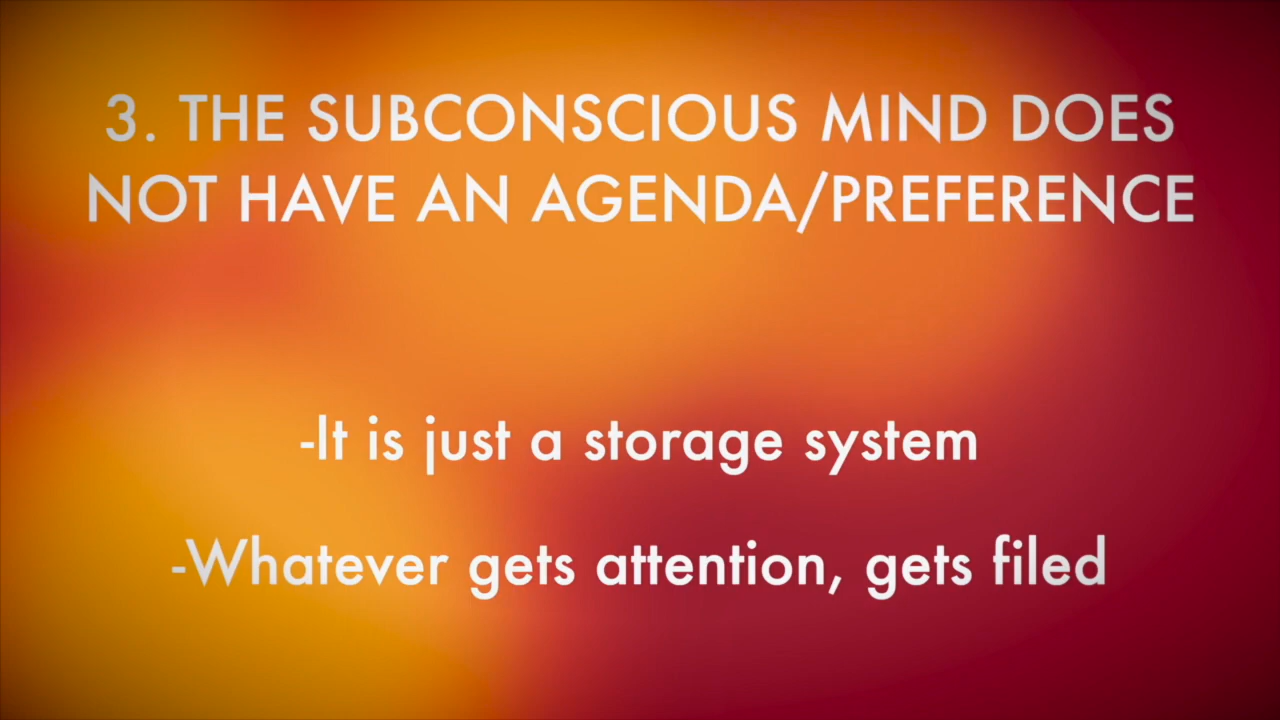 3. THE SUBCONSCIOUS MIND DOES
NOT HAVE AN AGENDA/PREFERENCE
-It is just a storage system
-Whatever gets attention, gets filed